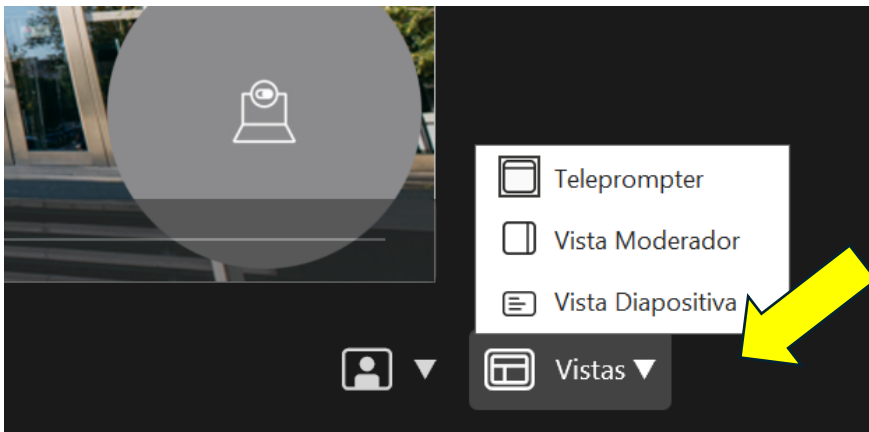 Teleprompter
Vista Moderador
Vista Diapositiva
Vistas